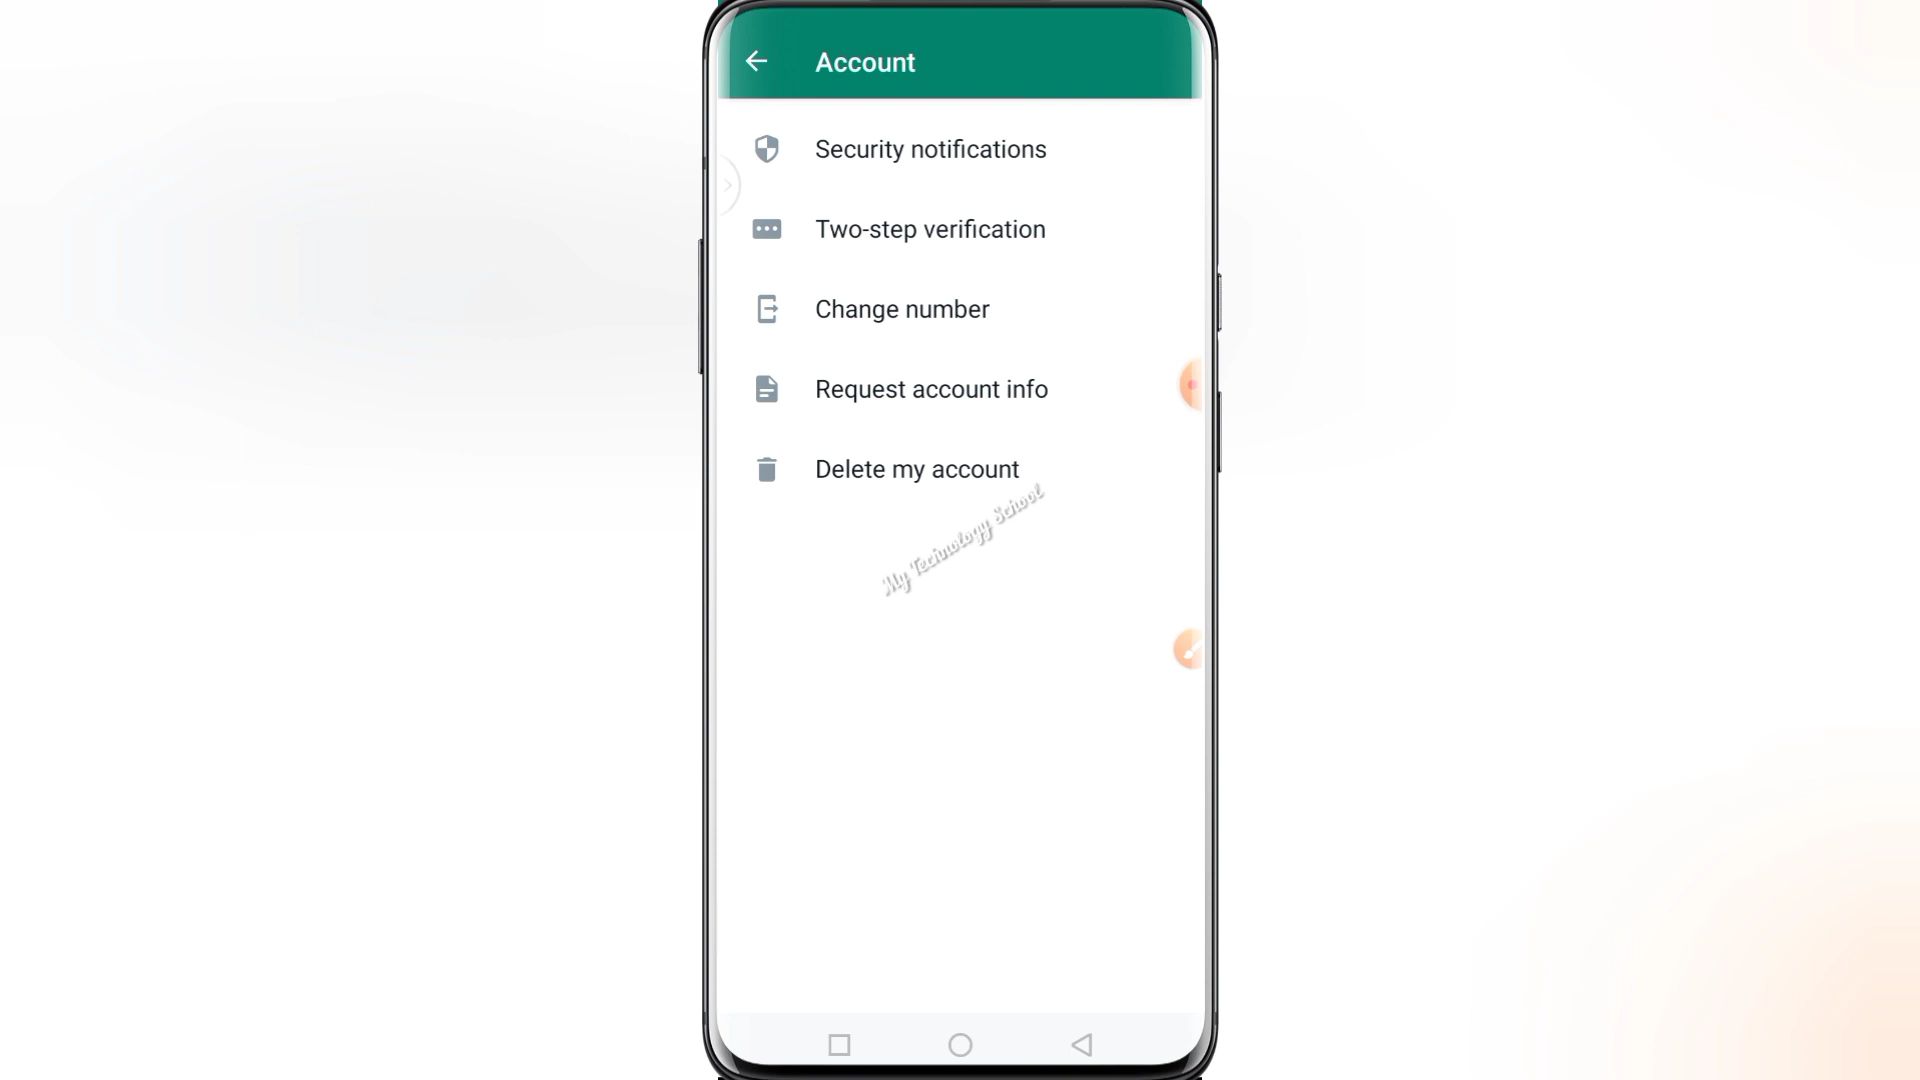 Account
Security notifications
Two-step verification
Change number
Request account info
Delete my account
My Technology School